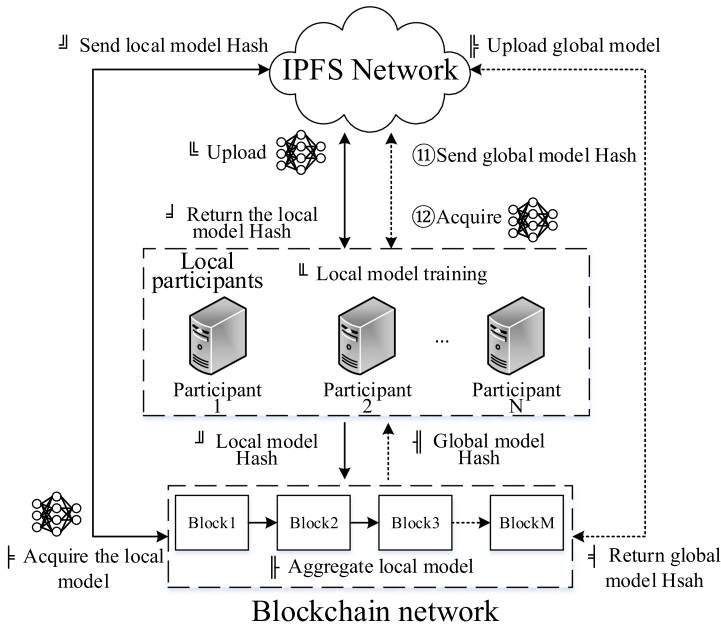 ╝ Send local model Hash
╠ Upload global model
IPFS Network
╚ Upload
⑪Send global model Hash
╛ Return the local
model Hash
⑫Acquire
Local
participants
╙ Local model training
...
Participant
1
Participant
2
Participant
N
╜ Local model
Hash
╢ Global model
Hash
Block1
Block2
Block3
BlockM
╞ Acquire the local
model
╟ Aggregate local model
╡ Return global
model Hsah
Blockchain network